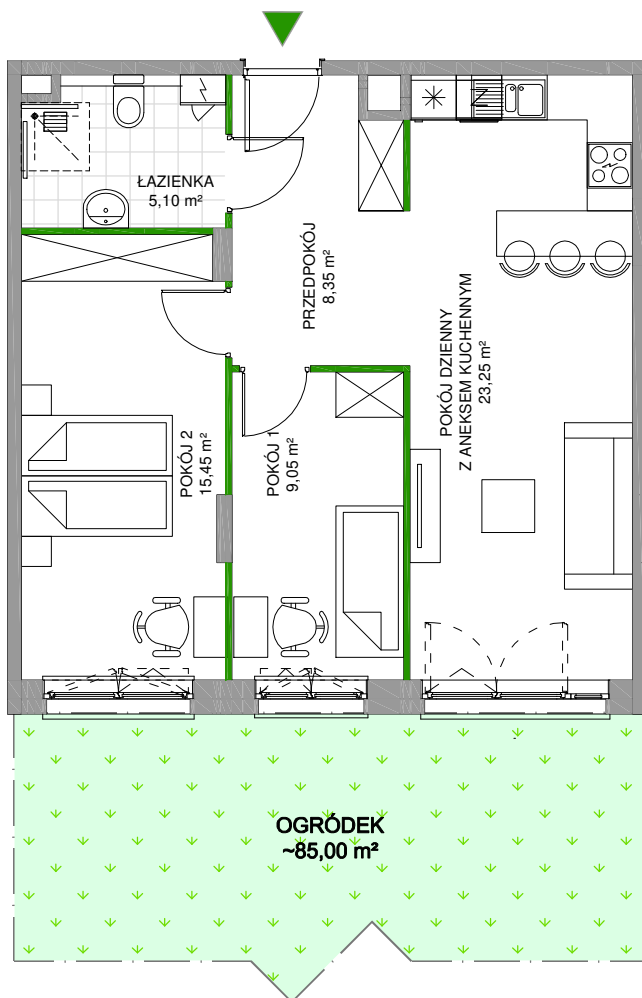 ŁAZIENKA
5,10 m²
PRZEDPOKÓJ
8,35 m²
POKÓJ DZIENNY
Z ANEKSEM KUCHENNYM
23,25 m²
POKÓJ 2
15,45 m²
POKÓJ 1
9,05 m²
OGRÓDEK
~85,00 m²